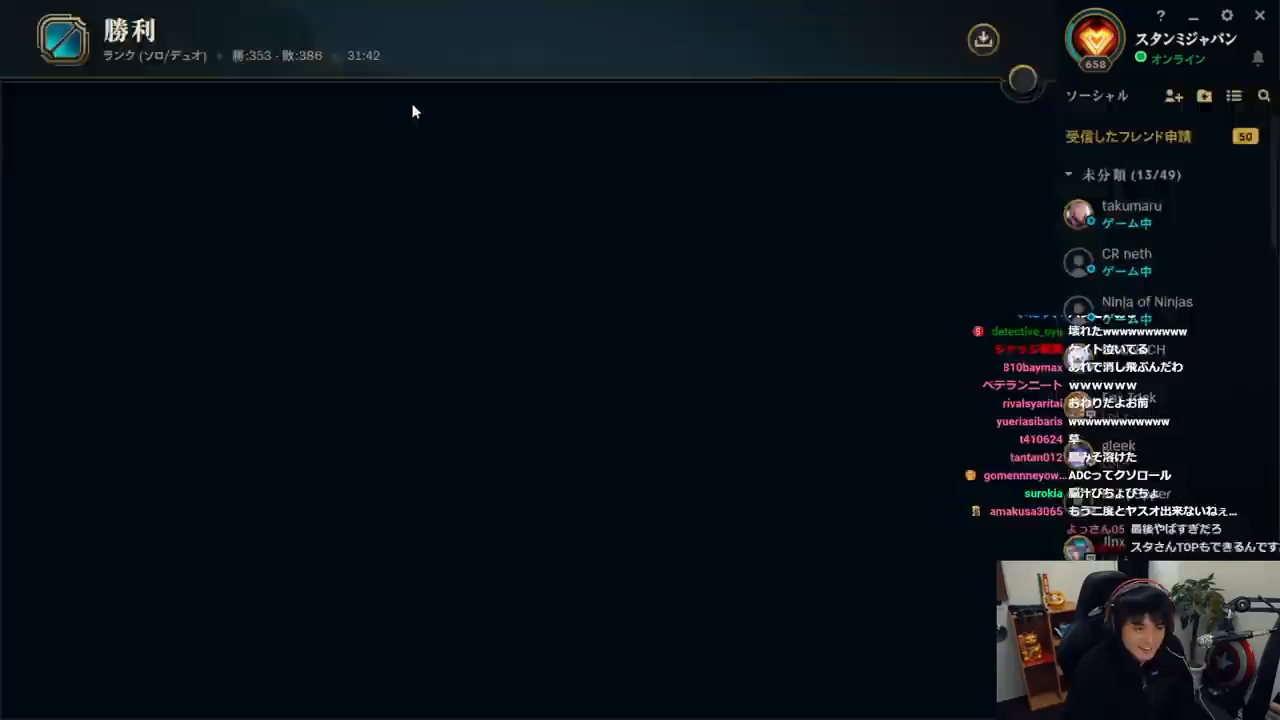 勝利
ランク (ソロ/デュオ) • 勝:353 - 敗:386 • 31:42
658
スタンミジャパン
オンライン
ソーシャル
受信したフレンド申請 50
未分類 (13/49)
takumaru
ゲーム中
CR neth
ゲーム中
Ninja of Ninjas
ゲーム中
壊れたwwwwwwwwww
ケイト泣いてる
810baymax あれで消し飛ぶんだわ
ベテランニート wwwwww
rivalsyaritai おわりだよお前
yueriasibaris wwwwwwwwwwww
t410624 草
gleek
tantan012 脳みそ溶けた
gomennneyow... ADCってクソロール
surokia 脳汁びちょびちょ
amakusa3065 もう二度とヤスオ出来ないねぇ...
よっさん05 最後やばすぎだろ
スタさんTOPもできるんです